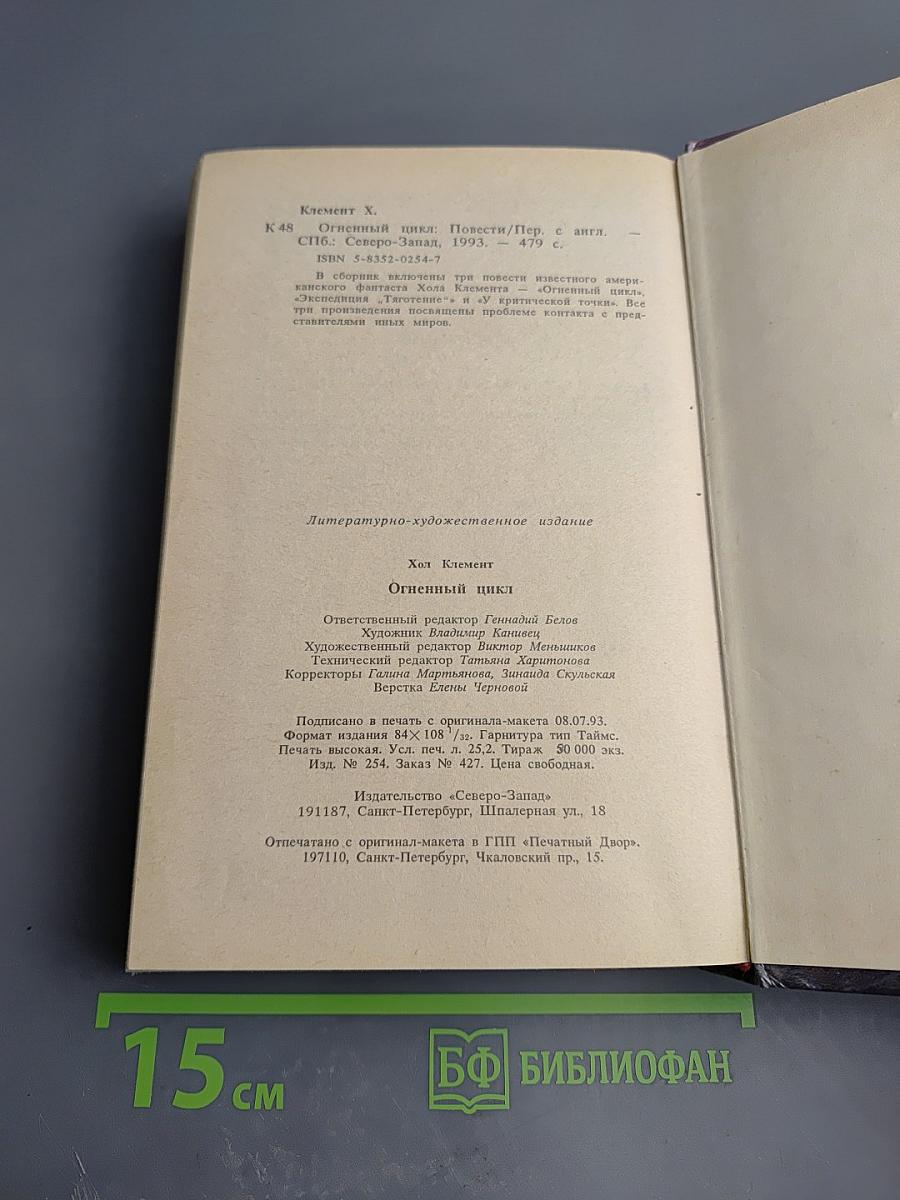 Клемент Х.
К 48 Огненный цикл: Повести/Пер. с англ. —
СПб.: Северо-Запад, 1993. — 479 с.
ISBN 5-8352-0254-7
В сборник включены три повести известного амери-
канского фантаста Хола Клемента — «Огненный цикл»,
«Экспедиция „Тяготение“» и «У критической точки». Все
три произведения посвящены проблеме контакта с пред-
ставителями иных миров.
Литературно-художественное издание
Хол Клемент
Огненный цикл
Ответственный редактор Геннадий Белов
Художник Владимир Канивец
Художественный редактор Виктор Меньшиков
Технический редактор Татьяна Харитонова
Корректоры Галина Мартьянова, Зинаида Скульская
Верстка Елены Черновой
Подписано в печать с оригинала-макета 08.07.93.
Формат издания 84×108 1/32. Гарнитура тип Таймс.
Печать высокая. Усл. печ. л. 25,2. Тираж 50 000 экз.
Изд. № 254. Заказ № 427. Цена свободная.
Издательство «Северо-Запад»
191187, Санкт-Петербург, Шпалерная ул., 18
Отпечатано с оригинал-макета в ГПП «Печатный Двор».
197110, Санкт-Петербург, Чкаловский пр., 15.
15 см БФ БИБЛИОФАН